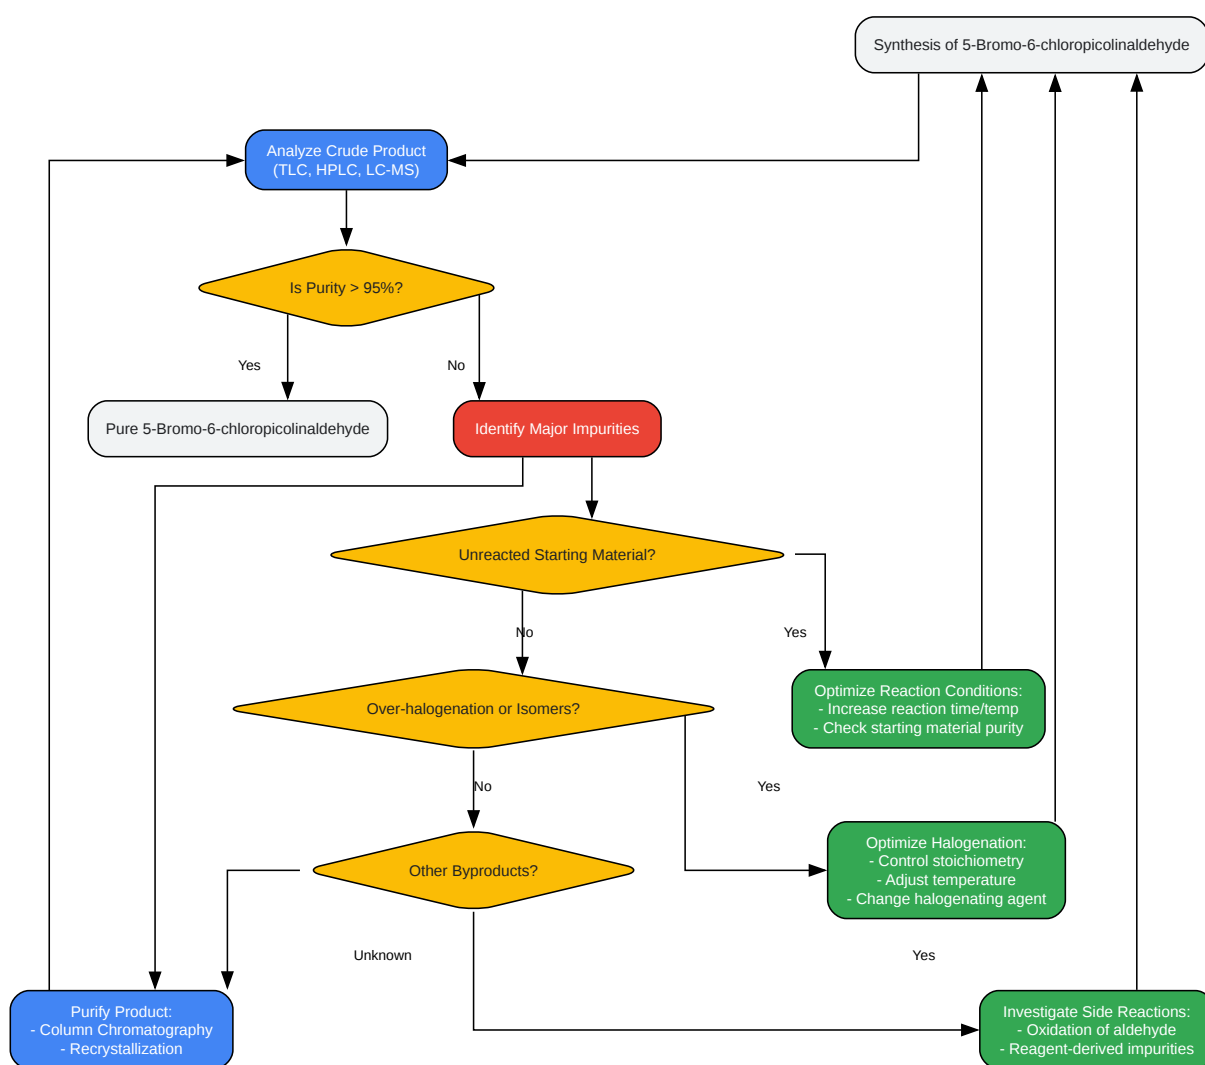 Synthesis of 5-Bromo-6-chloropicolinaldehyde
Analyze Crude Product
(TLC, HPLC, LC-MS)
Is Purity > 95%?
Yes
No
Pure 5-Bromo-6-chloropicolinaldehyde
Identify Major Impurities
Unreacted Starting Material?
No
Yes
Optimize Reaction Conditions:
- Increase reaction time/temp
- Check starting material purity
Over-halogenation or Isomers?
No
Yes
Optimize Halogenation:
- Control stoichiometry
- Adjust temperature
- Change halogenating agent
Other Byproducts?
Unknown
Yes
Purify Product:
- Column Chromatography
- Recrystallization
Investigate Side Reactions:
- Oxidation of aldehyde
- Reagent-derived impurities